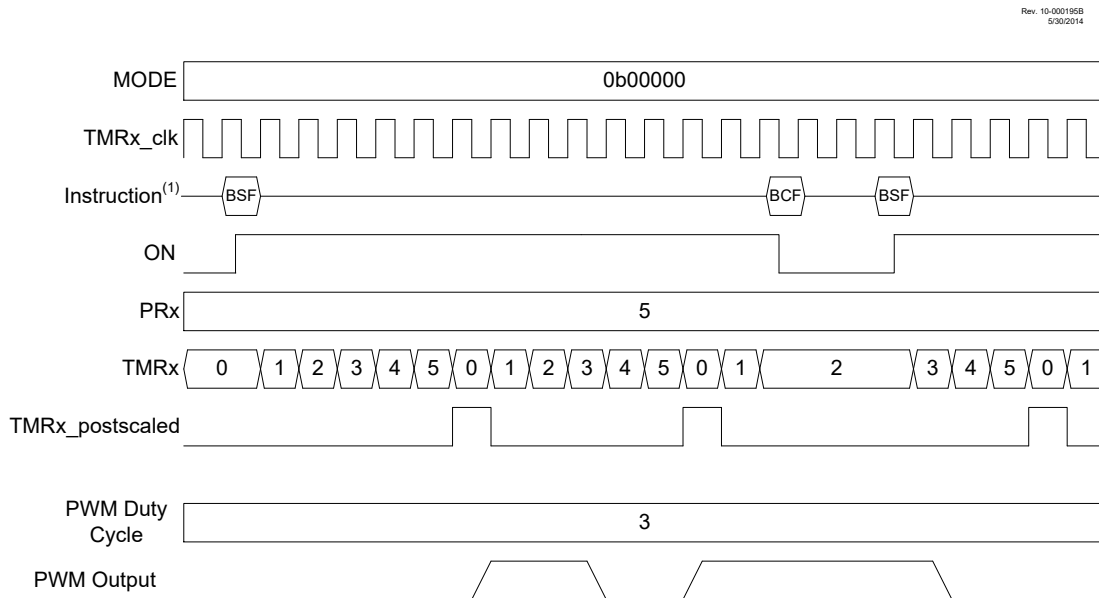 Rev. 10-000195B
5/30/2014
MODE 0b00000
TMRx_clk
Instruction(1) BSF BCF BSF
ON
PRx 5
TMRx 0 1 2 3 4 5 0 1 2 3 4 5 0 1 2 3 4 5 0 1
TMRx_postscaled
PWM Duty
Cycle 3
PWM Output